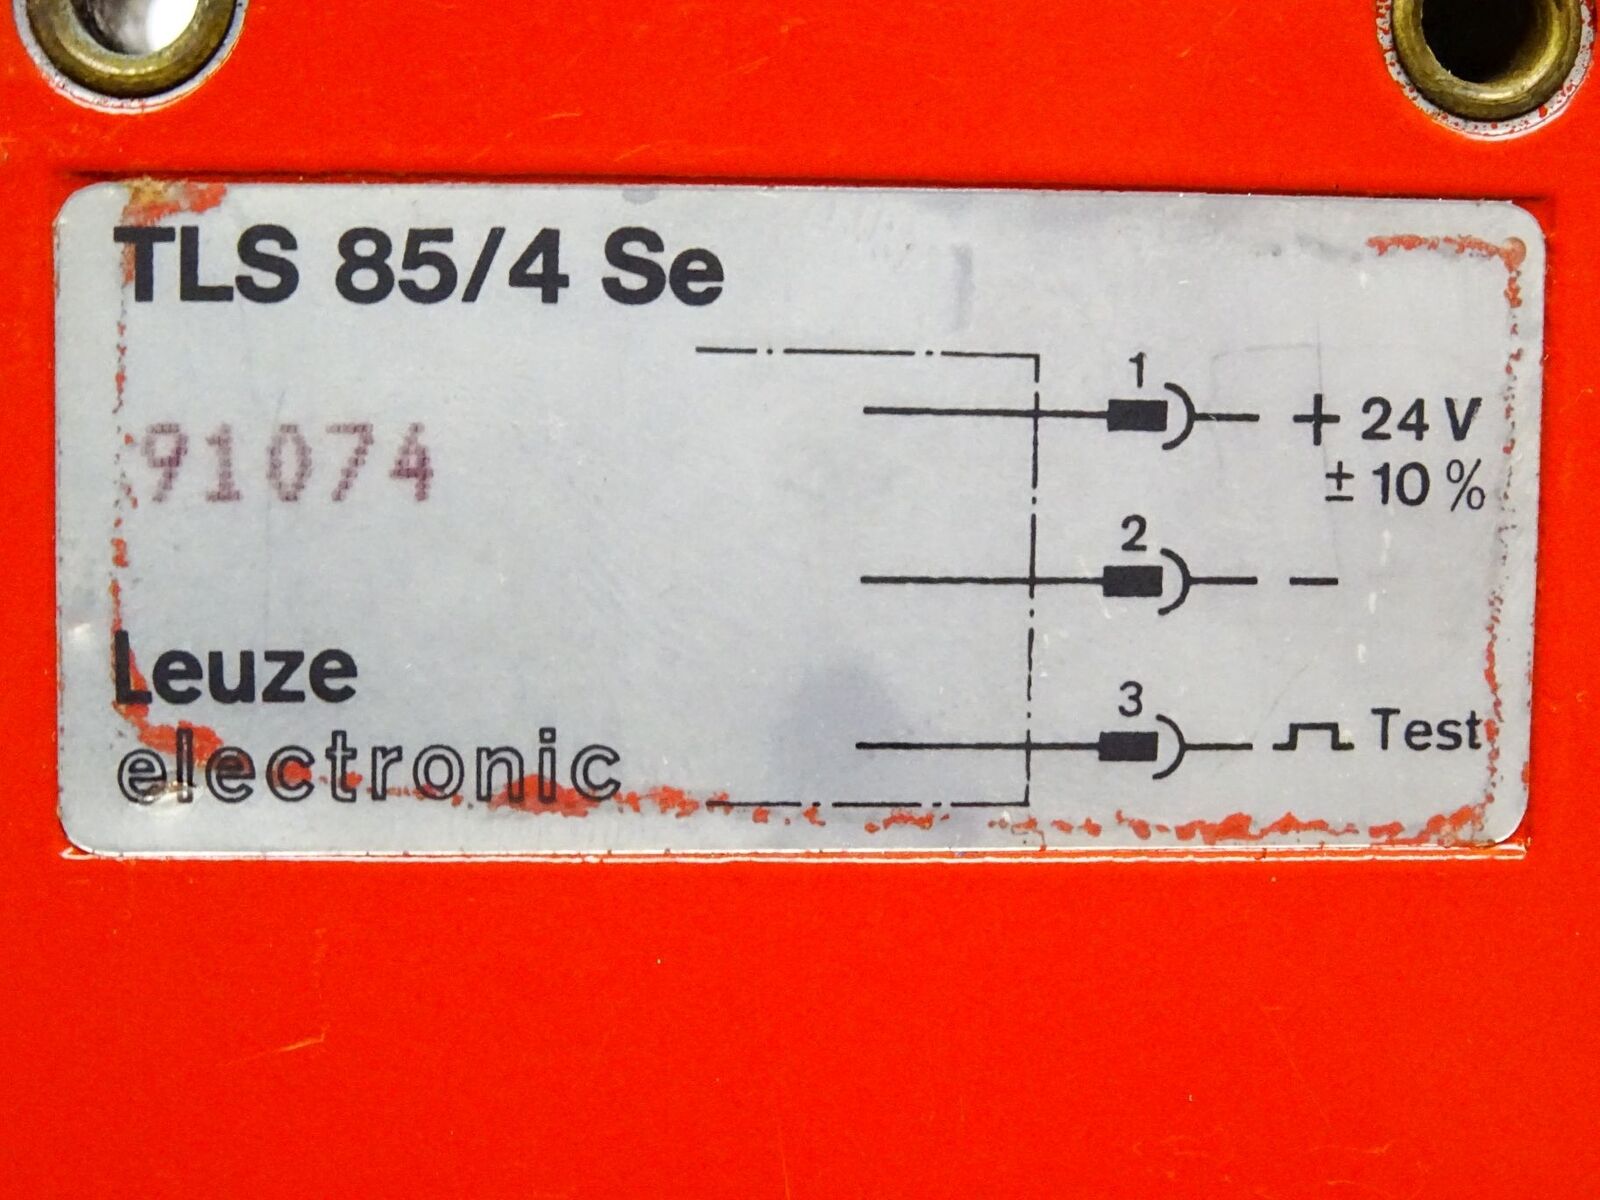 TLS 85/4 Se
91074
Leuze
electronic
1
+ 24 V
± 10 %
2
−
3
Test